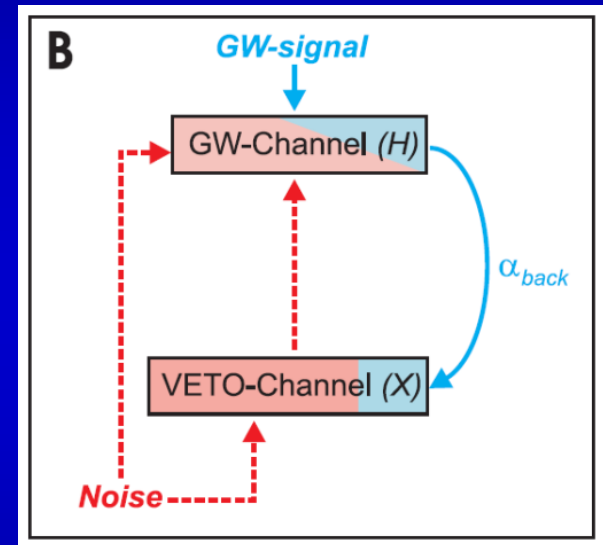 B
GW-signal
GW-Channel (H)
α_back
VETO-Channel (X)
Noise